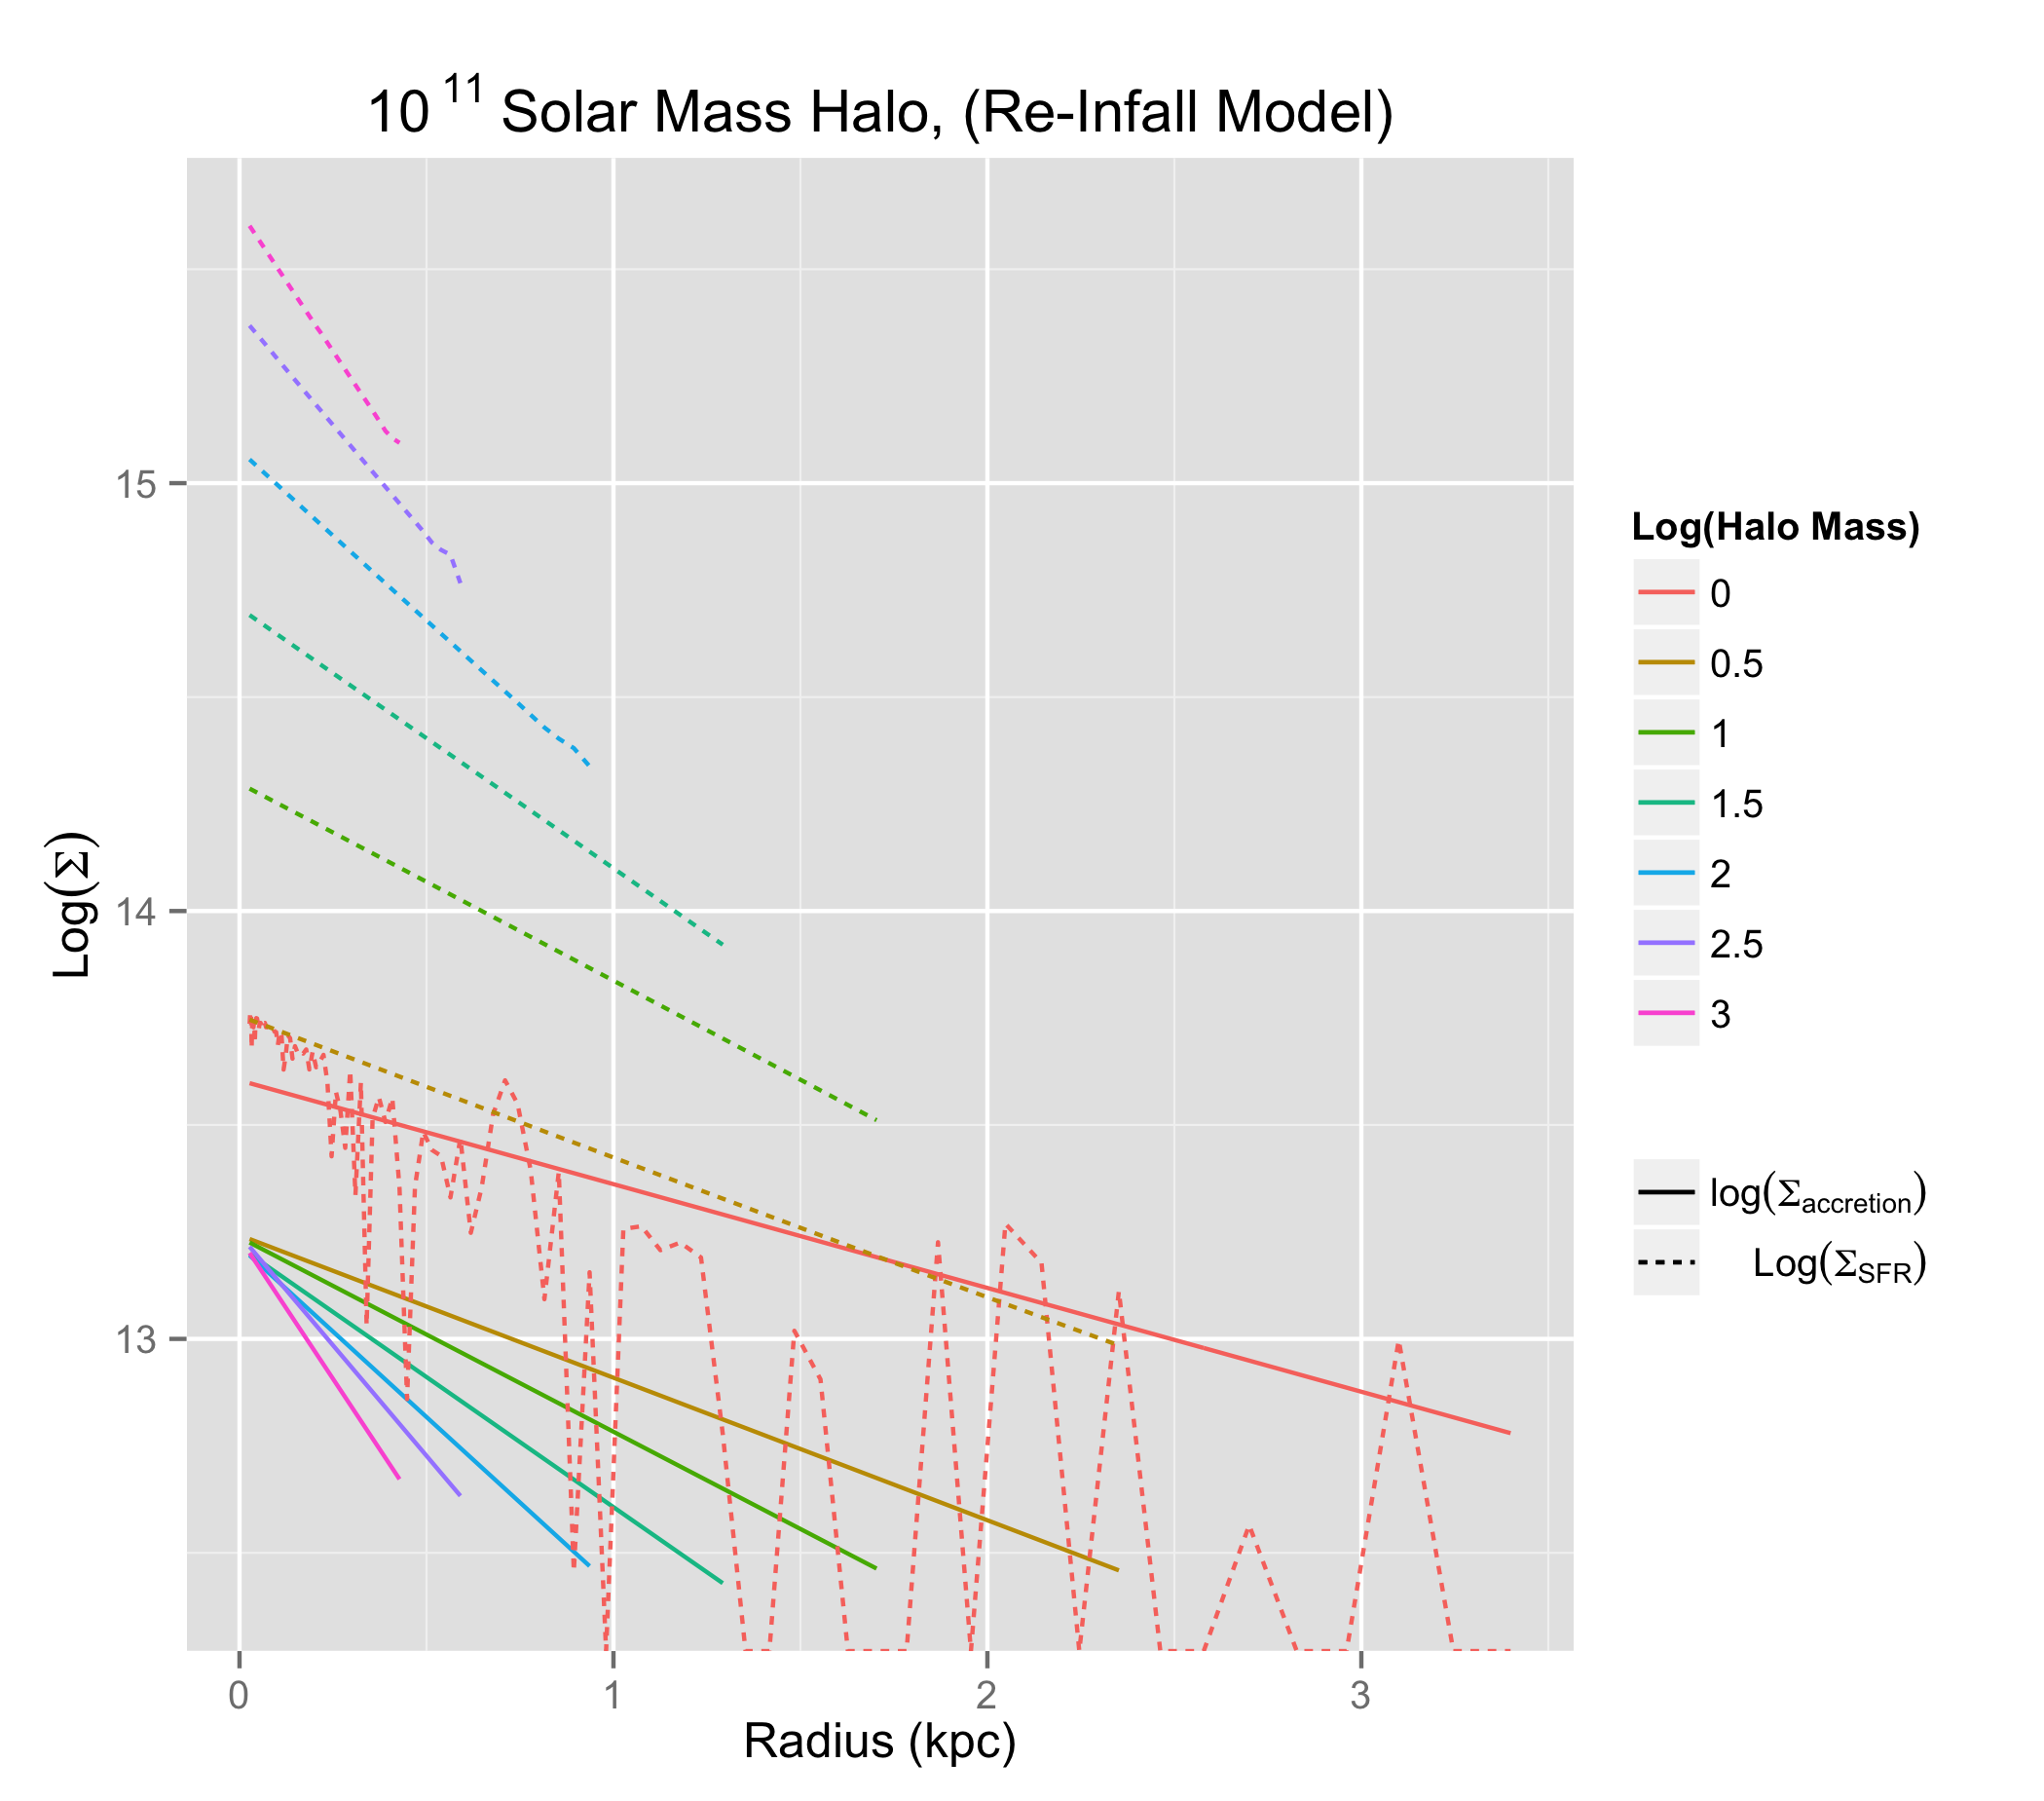 10 11 Solar Mass Halo, (Re-Infall Model)
Log(Σ)
15
14
13
0 1 2 3
Radius (kpc)
Log(Halo Mass)
0
0.5
1
1.5
2
2.5
3
log(Σaccretion)
Log(ΣSFR)